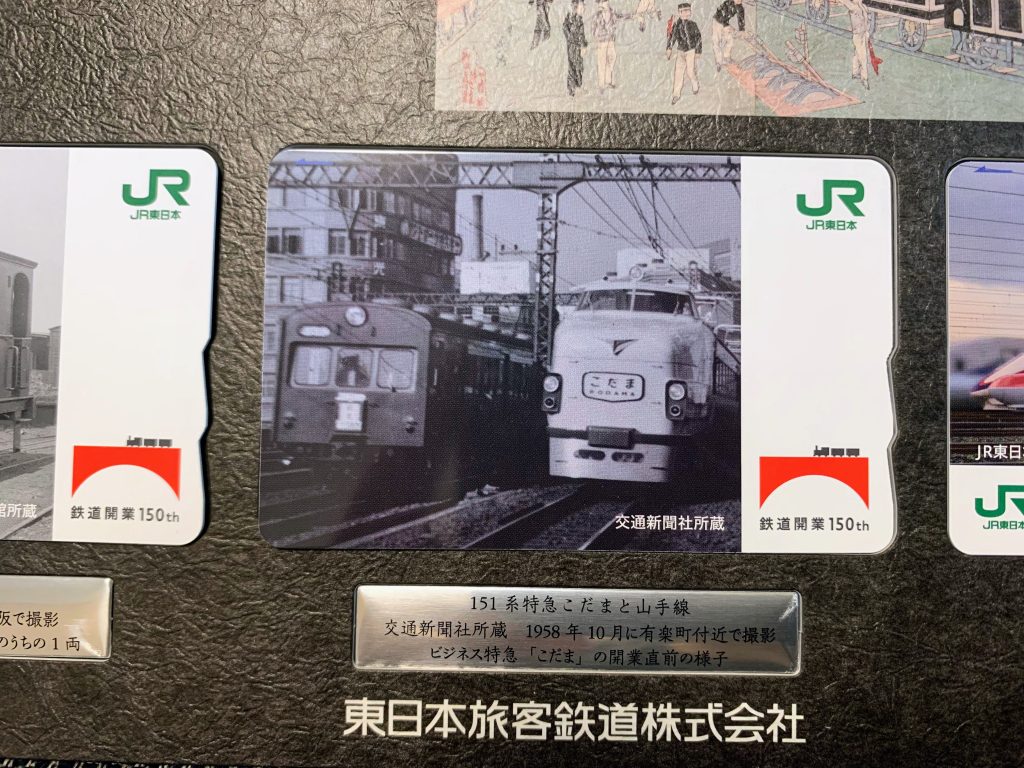 JR
JR東日本
館所蔵
鉄道開業150th
こだま
KODAMA
交通新聞社所蔵
JR
JR東日本
鉄道開業150th
JR東日
JR
JR東日本
阪で撮影
のうちの1両
151系特急こだまと山手線
交通新聞社所蔵 1958年10月に有楽町付近で撮影
ビジネス特急「こだま」の開業直前の様子
東日本旅客鉄道株式会社